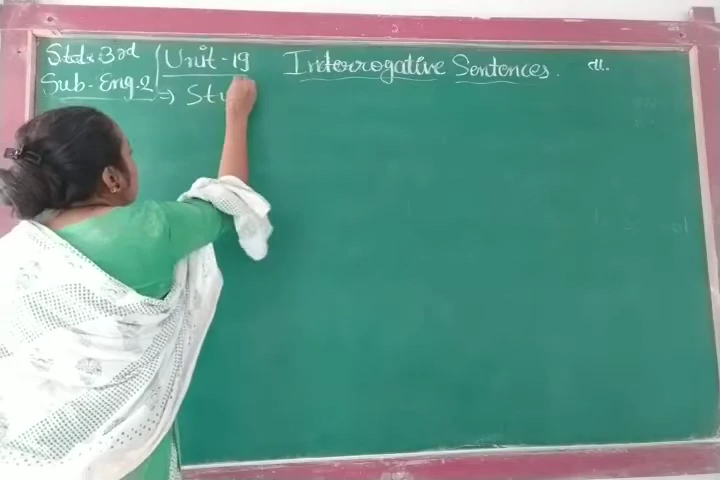 Std:- 3rd
Sub- Eng.2
Unit - 19
Interrogative Sentences.
→ Stu